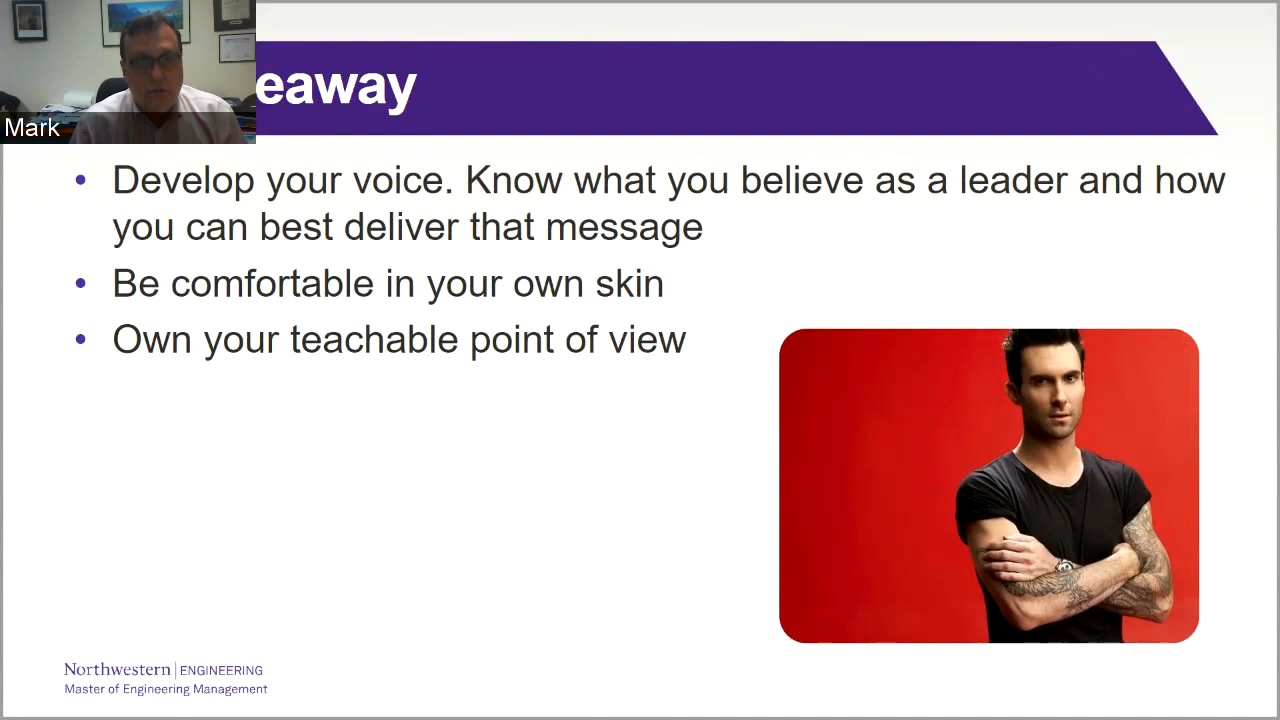 eaway
Mark
• Develop your voice. Know what you believe as a leader and how
you can best deliver that message
• Be comfortable in your own skin
• Own your teachable point of view
Northwestern | ENGINEERING
Master of Engineering Management